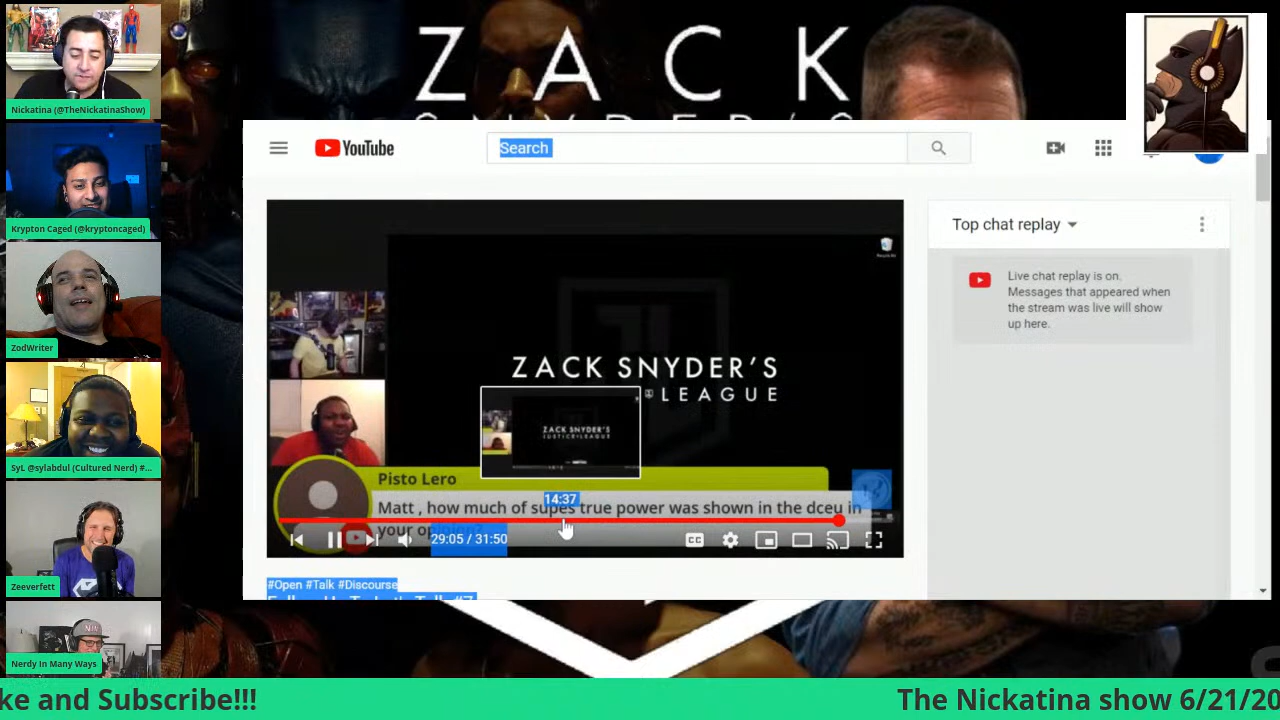 ZACK
SNYDER'S
Nickatina (@TheNickatinaShow)
Krypton Caged (@kryptoncaged)
ZodWriter
SyL @sylabdul (Cultured Nerd) #...
Zeeverfett
Nerdy In Many Ways
YouTube
Search
Top chat replay
Live chat replay is on.
Messages that appeared when
the stream was live will show
up here.
ZACK SNYDER'S
LEAGUE
ZACK SNYDER'S
JUSTICE LEAGUE
Pisto Lero
14:37
Matt , how much of supes true power was shown in the dceu in
your
29:05 / 31:50
CC
#Open #Talk #Discourse
ke and Subscribe!!!
The Nickatina show 6/21/20